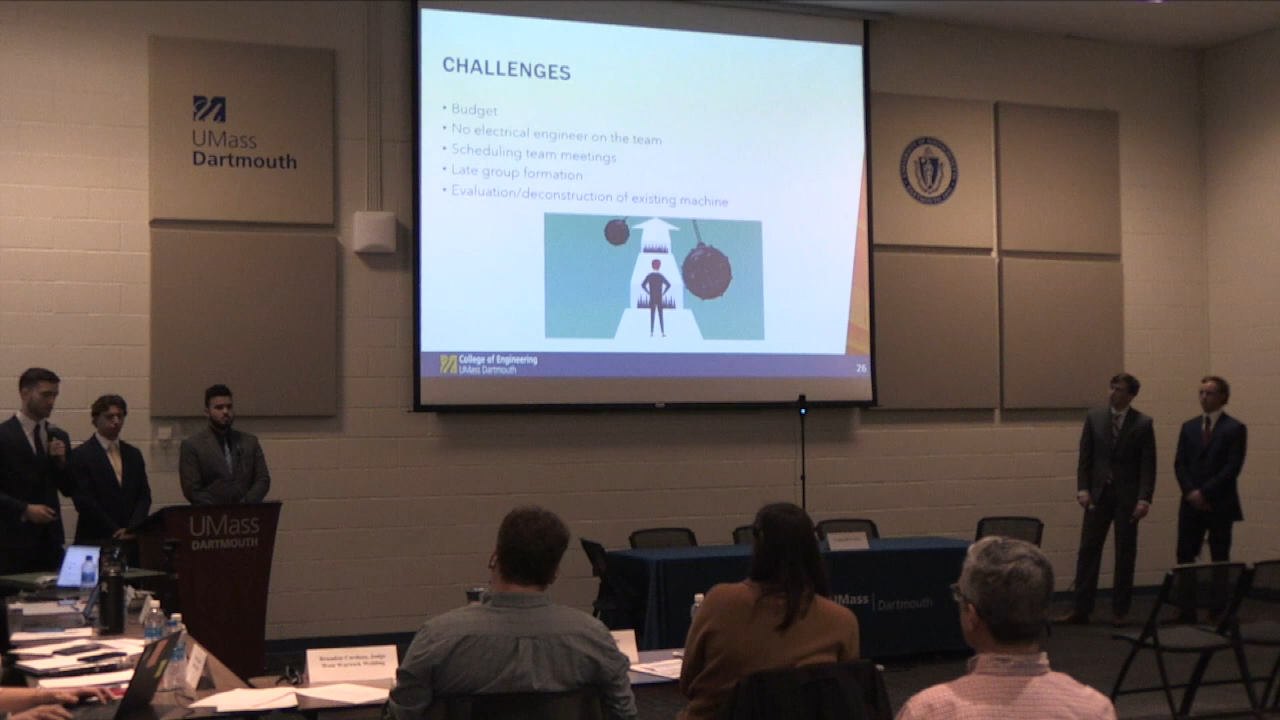 CHALLENGES
• Budget
• No electrical engineer on the team
• Scheduling team meetings
• Late group formation
• Evaluation/deconstruction of existing machine
College of Engineering
UMass Dartmouth
26
UMass
Dartmouth
UMass
DARTMOUTH
UMass | Dartmouth